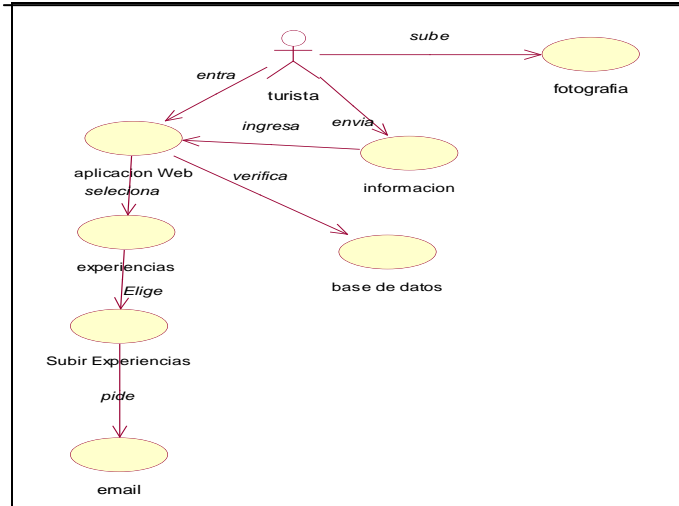 sube
fotografia
entra
turista
envia
ingresa
aplicacion Web
informacion
seleciona
verifica
experiencias
base de datos
Elige
Subir Experiencias
pide
email